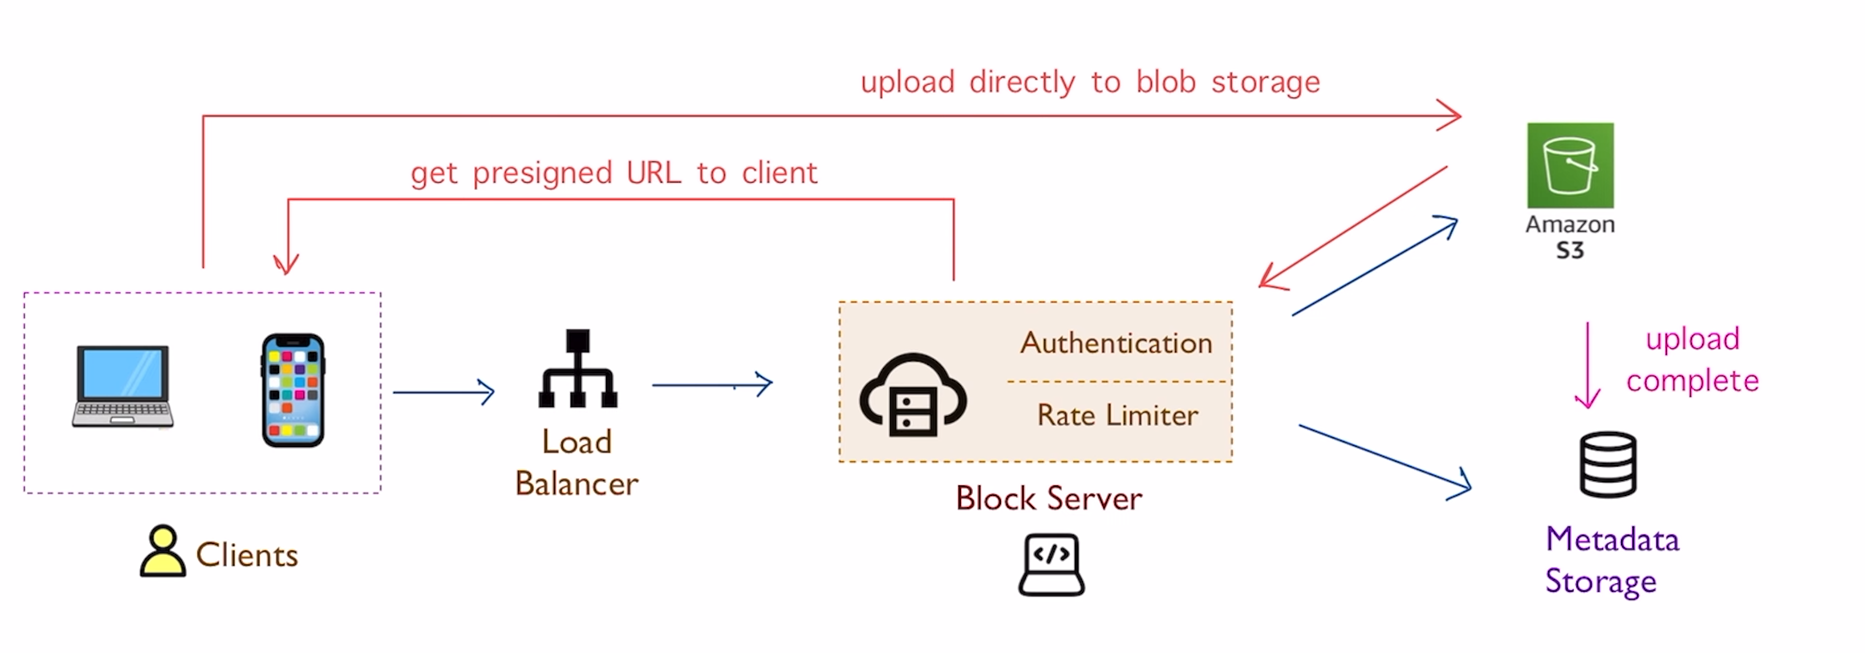 upload directly to blob storage
get presigned URL to client
Amazon
S3
Authentication
Rate Limiter
upload
complete
Load
Balancer
Block Server
Clients
</>
Metadata
Storage